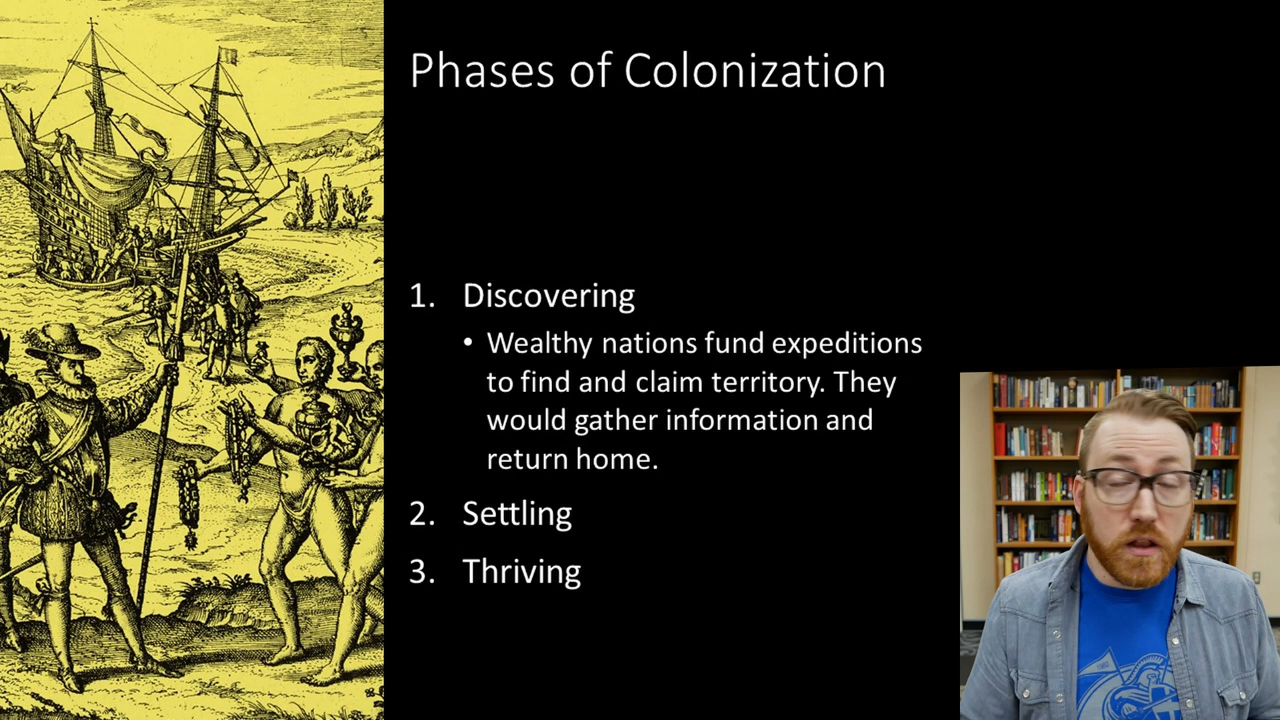 Phases of Colonization
1. Discovering
• Wealthy nations fund expeditions
to find and claim territory. They
would gather information and
return home.
2. Settling
3. Thriving